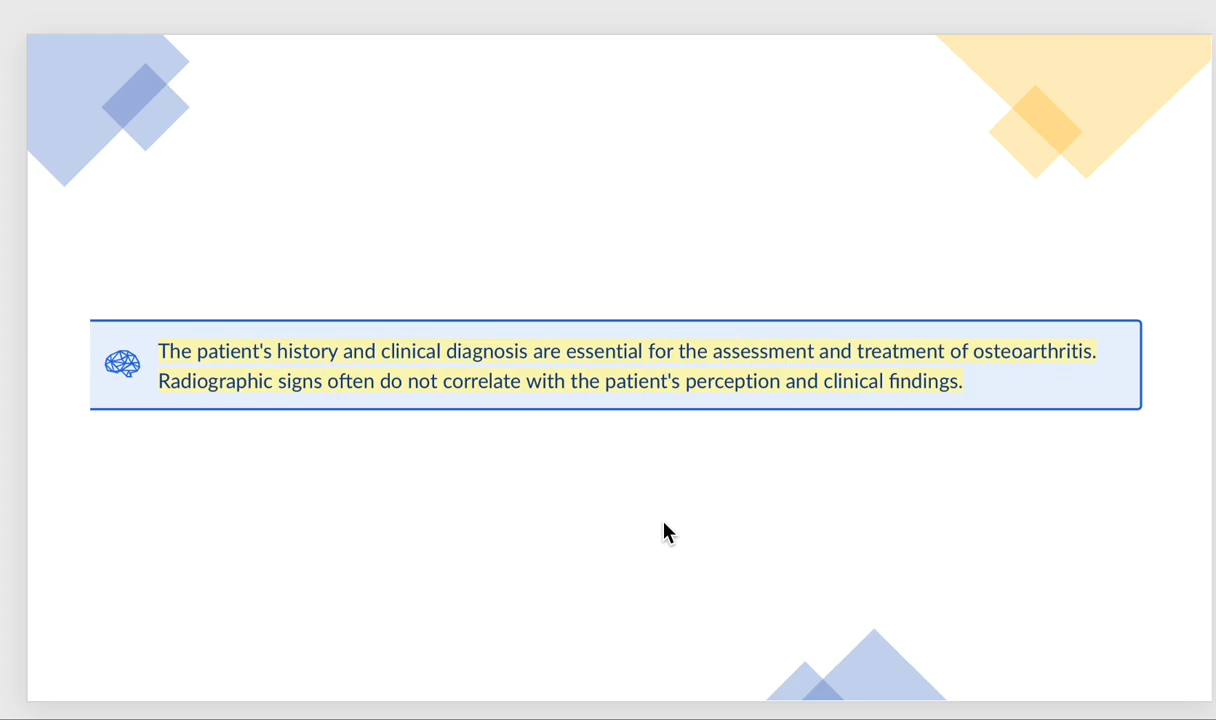 The patient's history and clinical diagnosis are essential for the assessment and treatment of osteoarthritis.
Radiographic signs often do not correlate with the patient's perception and clinical findings.